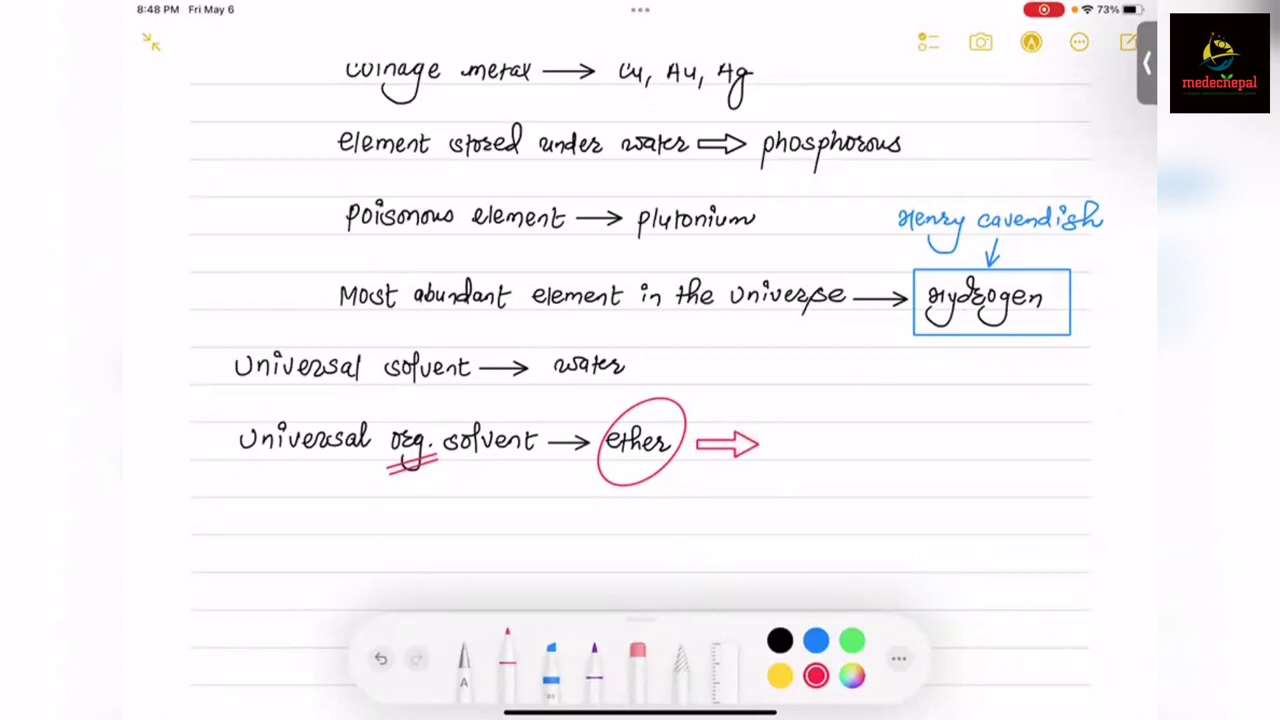 8:48 PM Fri May 6
73%
medecnepal
coinage metal → Cu, Au, Ag
element stored under water ⇒ phosphorous
poisonous element → plutonium
Henry cavendish
Most abundant element in the universe → Hydrogen
Universal solvent → water
Universal org. solvent → ether ⇒
A